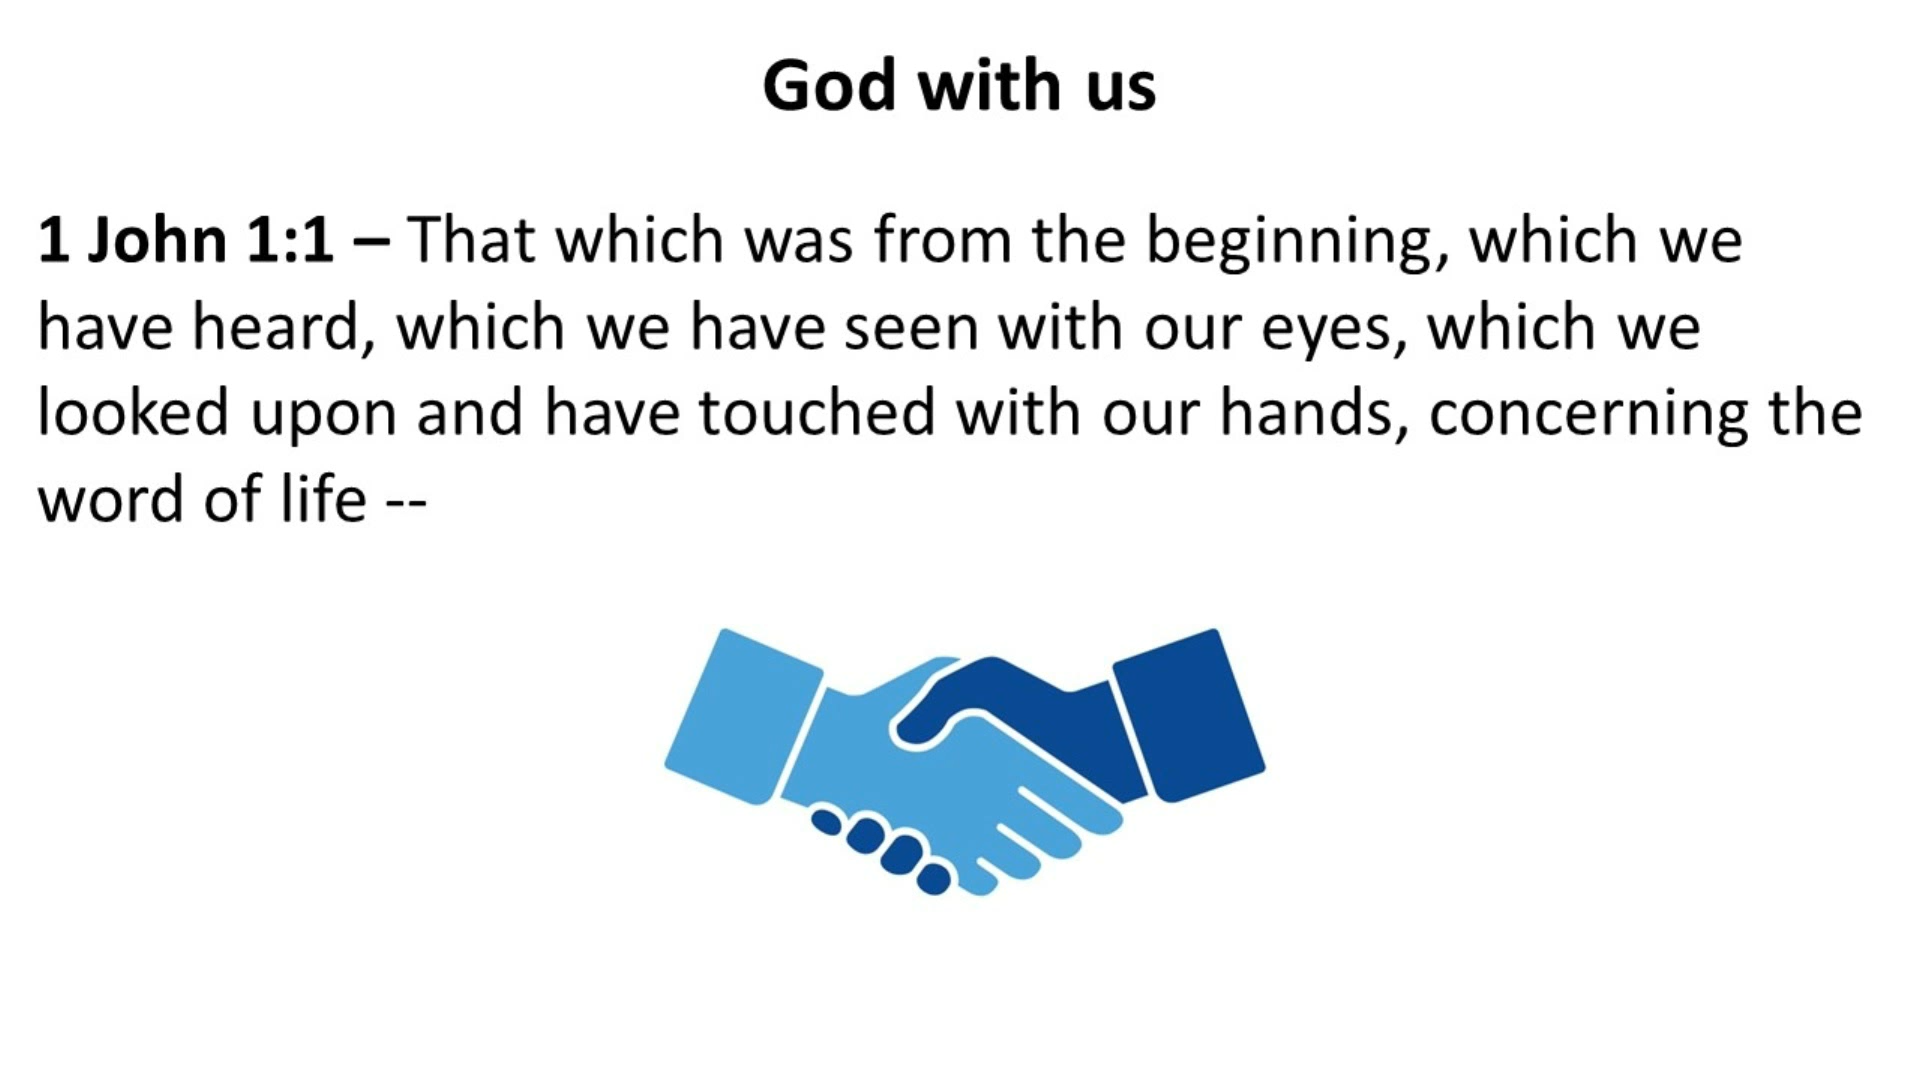 God with us
1 John 1:1 – That which was from the beginning, which we
have heard, which we have seen with our eyes, which we
looked upon and have touched with our hands, concerning the
word of life --